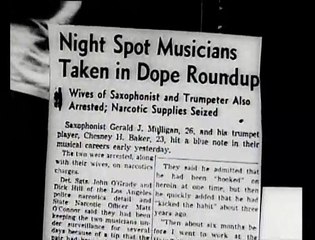 Night Spot Musicians
Taken in Dope Roundup
Wives of Saxophonist and Trumpeter Also
Arrested; Narcotic Supplies Seized
Saxophonist Gerald J. Mulligan, 26, and his trumpet
player, Chesney H. Baker, 23, hit a blue note in their
musical careers early yesterday.
The two were arrested, along
with their wives, on narcotics
charges.
Det. Sgts. John O'Grady and
Dick Hill of the Los Angeles
police narcotics detail and
State Narcotic Officer Matt
O'Connor said they had been
keeping the two musicians un-
der surveillance for several
days because of a tip that the
pair had
They said he admitted that
he had been "hooked" on
heroin at one time, but then
he quickly added that he had
"kicked the habit" about three
years ago.
"Then about six months be-
fore I went to work at the